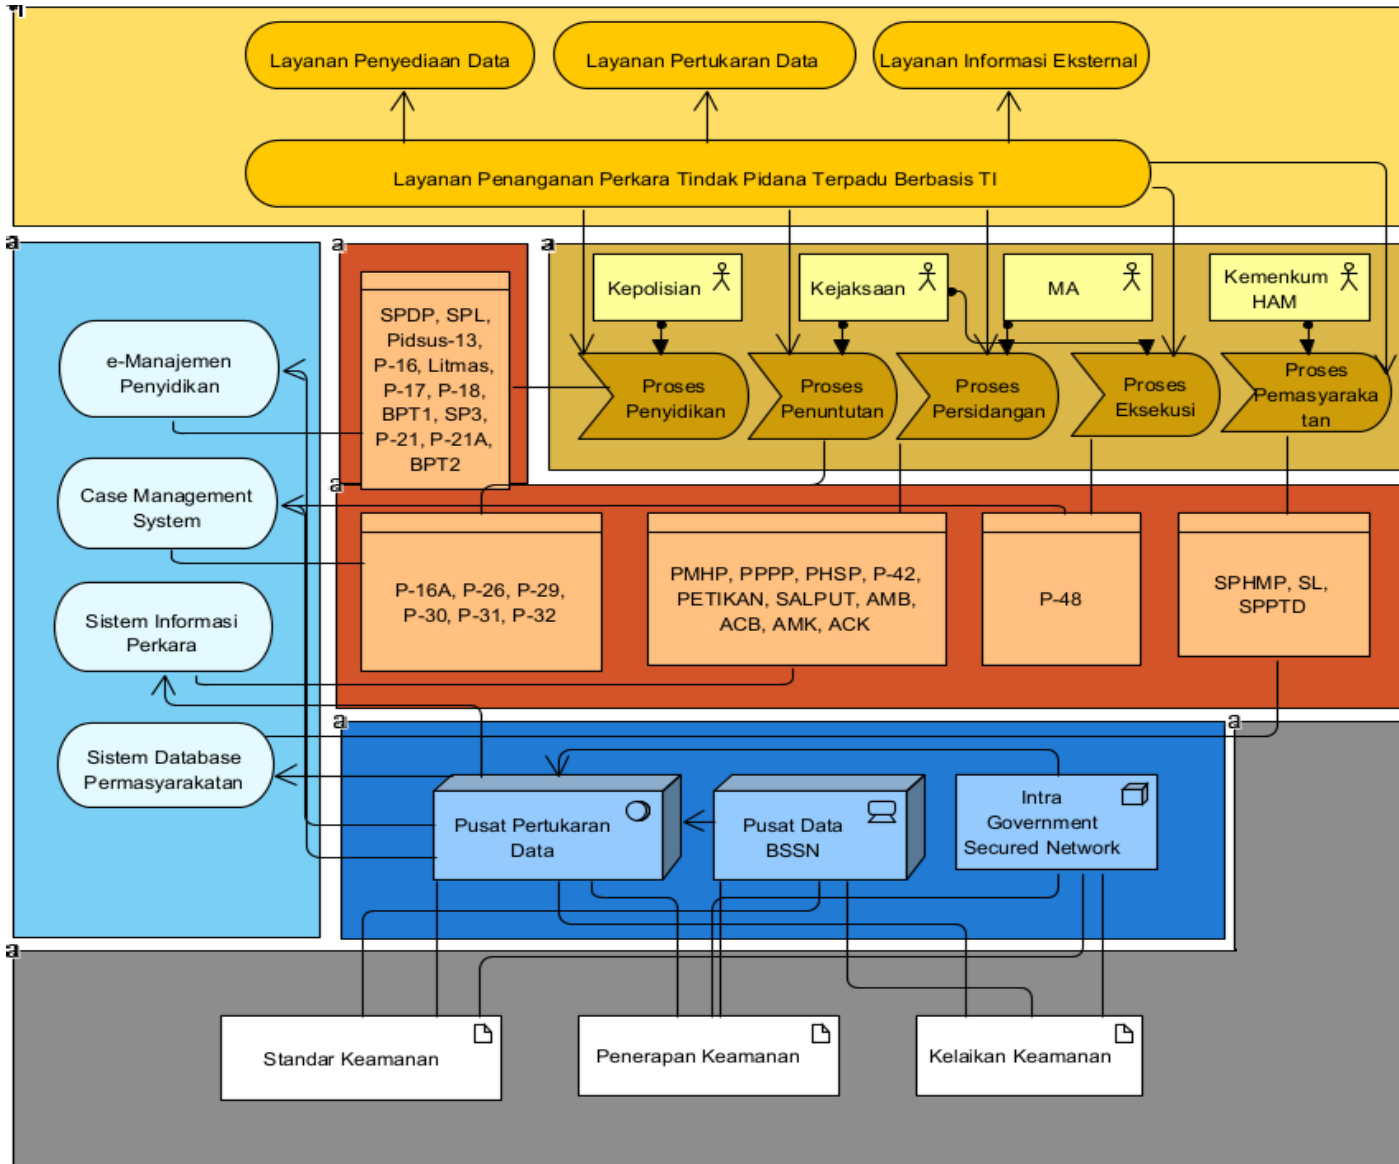 Layanan Penyediaan Data
Layanan Pertukaran Data
Layanan Informasi Eksternal
Layanan Penanganan Perkara Tindak Pidana Terpadu Berbasis TI
a
a
a
Kepolisian
Kejaksaan
MA
Kemenkum
HAM
SPDP, SPL,
Pidsus-13,
P-16, Litmas,
P-17, P-18,
BPT1, SP3,
P-21, P-21A,
BPT2
e-Manajemen
Penyidikan
Proses
Penyidikan
Proses
Penuntutan
Proses
Persidangan
Proses
Eksekusi
Proses
Pemasyaraka
tan
a
Case Management
System
P-16A, P-26, P-29,
P-30, P-31, P-32
PMHP, PPPP, PHSP, P-42,
PETIKAN, SALPUT, AMB,
ACB, AMK, ACK
P-48
SPHMP, SL,
SPPTD
Sistem Informasi
Perkara
a
a
Sistem Database
Permasyarakatan
Pusat Pertukaran
Data
Pusat Data
BSSN
Intra
Government
Secured Network
a
Standar Keamanan
Penerapan Keamanan
Kelaikan Keamanan